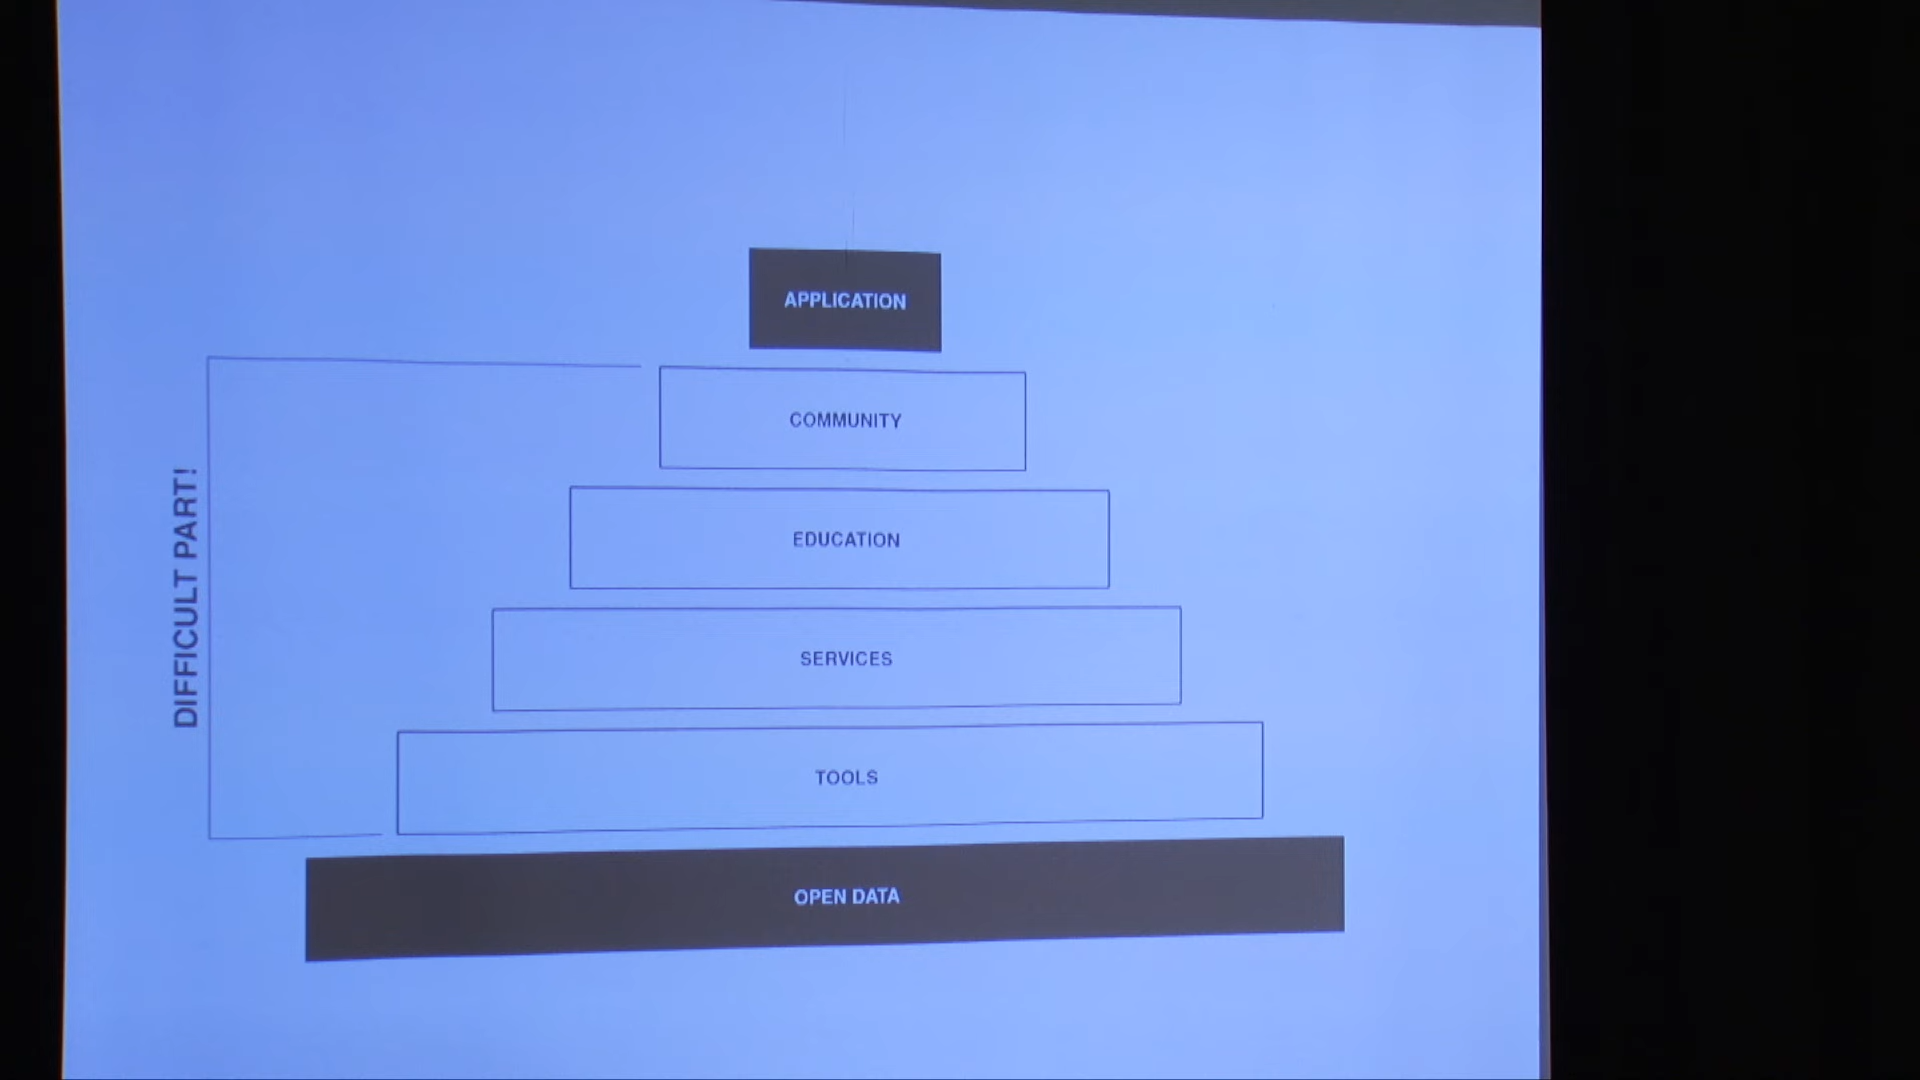 APPLICATION
COMMUNITY
EDUCATION
SERVICES
TOOLS
OPEN DATA
DIFFICULT PART!